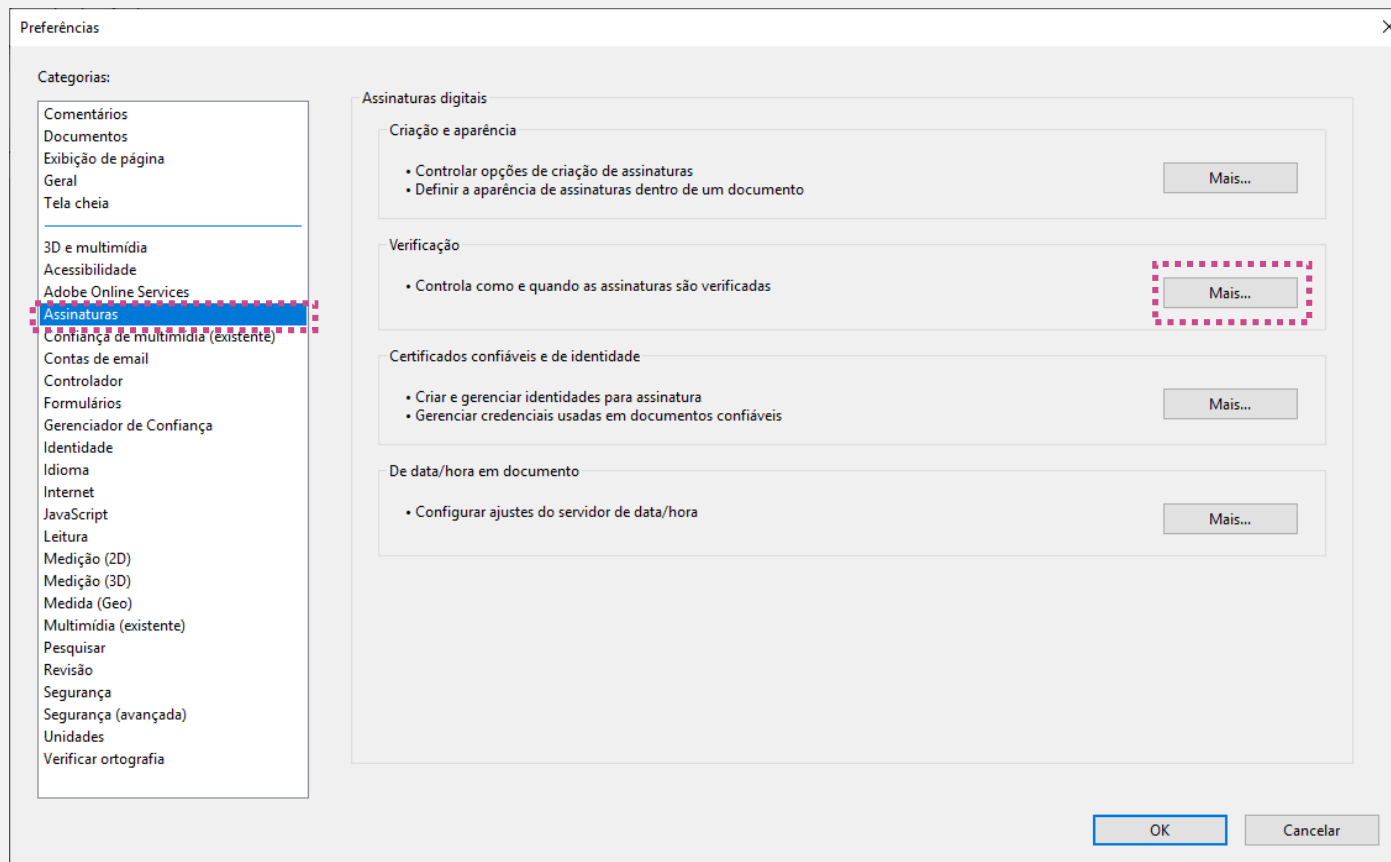 Preferências
Categorias:
Comentários
Documentos
Exibição de página
Geral
Tela cheia
3D e multimídia
Acessibilidade
Adobe Online Services
Assinaturas
Confiança de multimídia (existente)
Contas de email
Controlador
Formulários
Gerenciador de Confiança
Identidade
Idioma
Internet
JavaScript
Leitura
Medição (2D)
Medição (3D)
Medida (Geo)
Multimídia (existente)
Pesquisar
Revisão
Segurança
Segurança (avançada)
Unidades
Verificar ortografia
Assinaturas digitais
Criação e aparência
• Controlar opções de criação de assinaturas
• Definir a aparência de assinaturas dentro de um documento
Mais...
Verificação
• Controla como e quando as assinaturas são verificadas
Mais...
Certificados confiáveis e de identidade
• Criar e gerenciar identidades para assinatura
• Gerenciar credenciais usadas em documentos confiáveis
Mais...
De data/hora em documento
• Configurar ajustes do servidor de data/hora
Mais...
OK
Cancelar